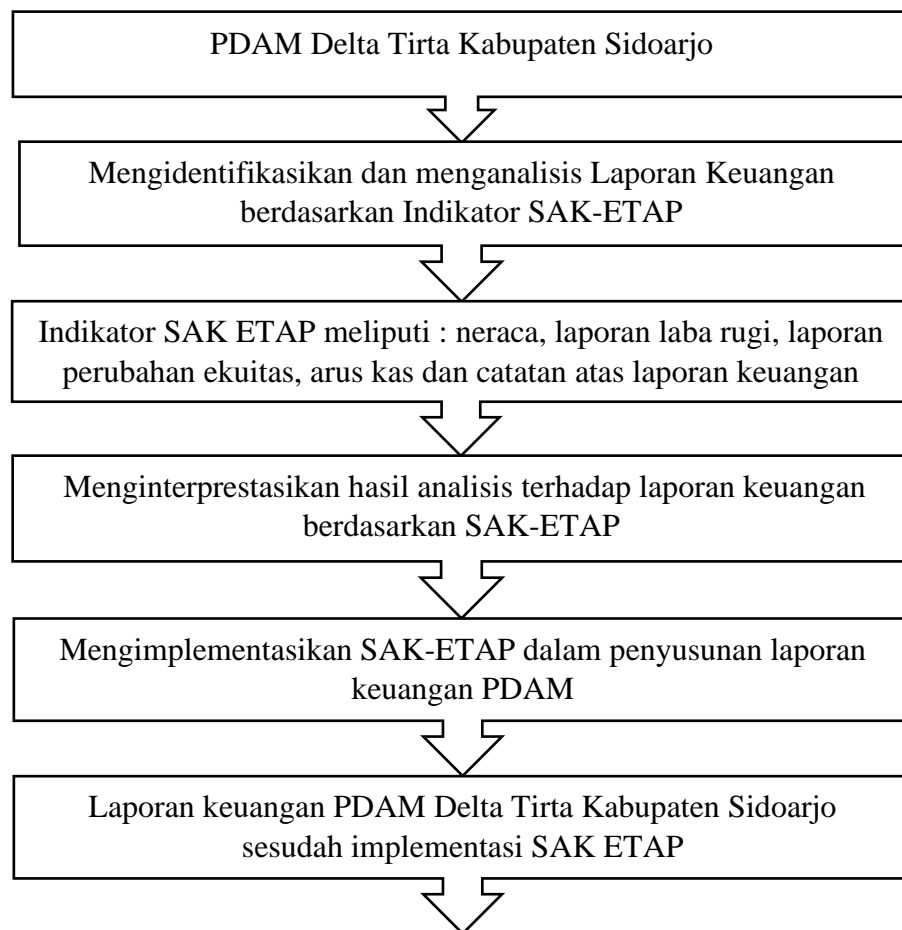 PDAM Delta Tirta Kabupaten Sidoarjo
Mengidentifikasikan dan menganalisis Laporan Keuangan
berdasarkan Indikator SAK-ETAP
Indikator SAK ETAP meliputi : neraca, laporan laba rugi, laporan
perubahan ekuitas, arus kas dan catatan atas laporan keuangan
Menginterprestasikan hasil analisis terhadap laporan keuangan
berdasarkan SAK-ETAP
Mengimplementasikan SAK-ETAP dalam penyusunan laporan
keuangan PDAM
Laporan keuangan PDAM Delta Tirta Kabupaten Sidoarjo
sesudah implementasi SAK ETAP